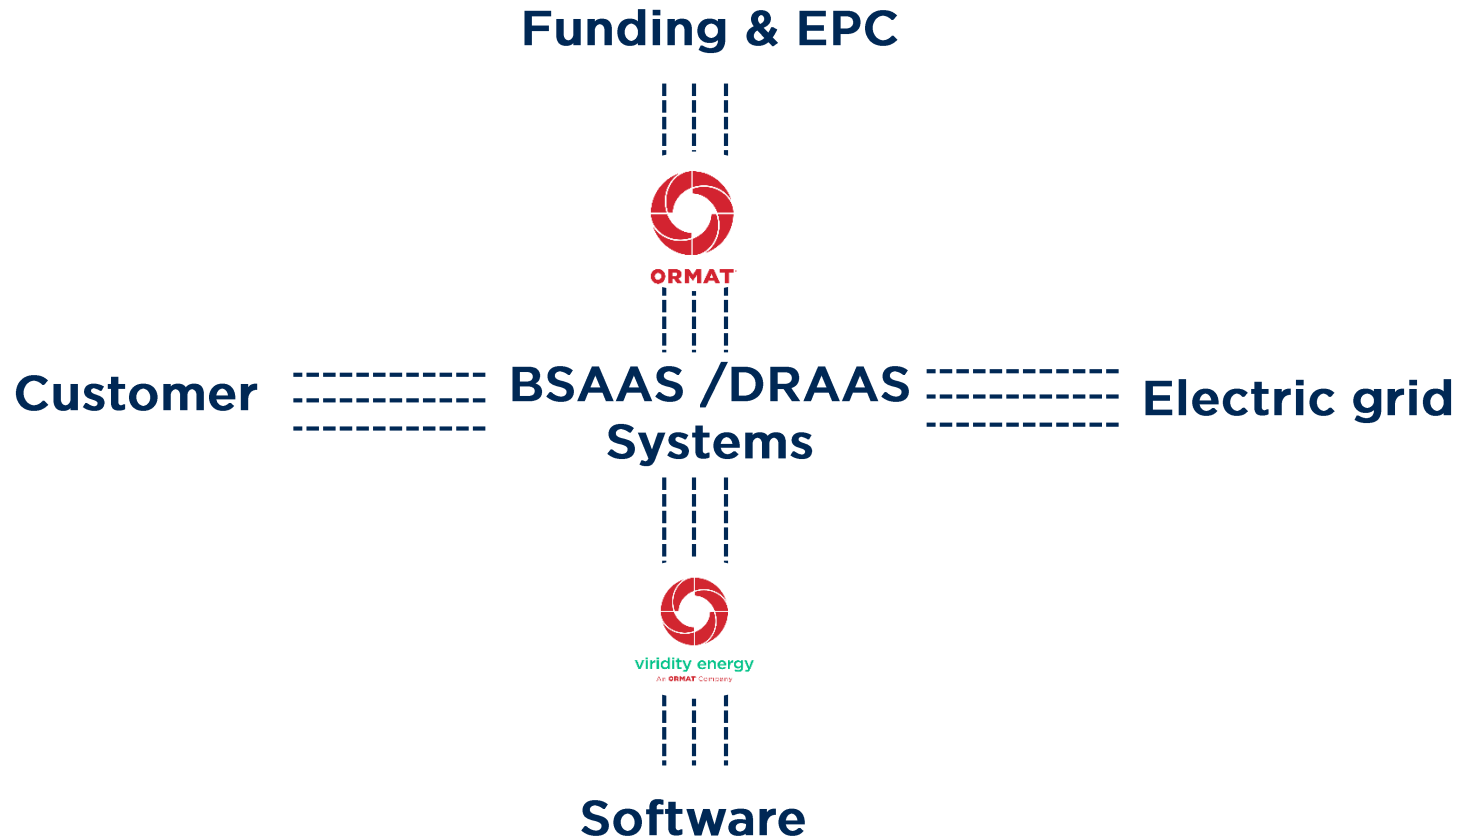 Funding & EPC
ORMAT
Customer
BSAAS /DRAAS
Systems
Electric grid
viridity energy
An ORMAT Company
Software